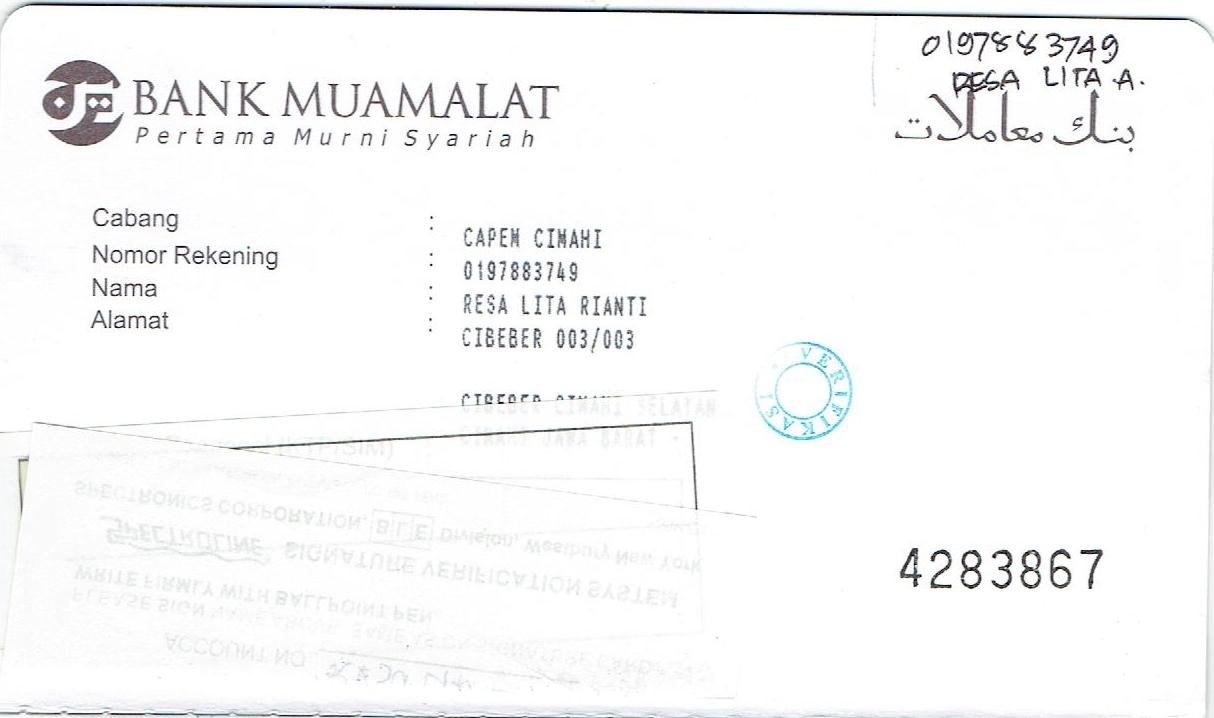 0197883749
RESA LITA A.
BANK MUAMALAT
Pertama Murni Syariah
بنك معاملات
Cabang : CAPEM CIMAHI
Nomor Rekening : 0197883749
Nama : RESA LITA RIANTI
Alamat : CIBEBER 003/003
CIBEBER CIMAHI SELATAN
CIMAHI JAWA BARAT -
(KTP/SIM)
VERIFIKASI
4283867
SPECTRONICS CORPORATION, BLE Division, Westbury New York
SPECTROLINE SIGNATURE VERIFICATION SYSTEM
WRITE FIRMLY WITH BALLPOINT PEN.
PLEASE SIGN NAME ABOVE, SAME AS ON SIGNATURE CARD
ACCOUNT NO.